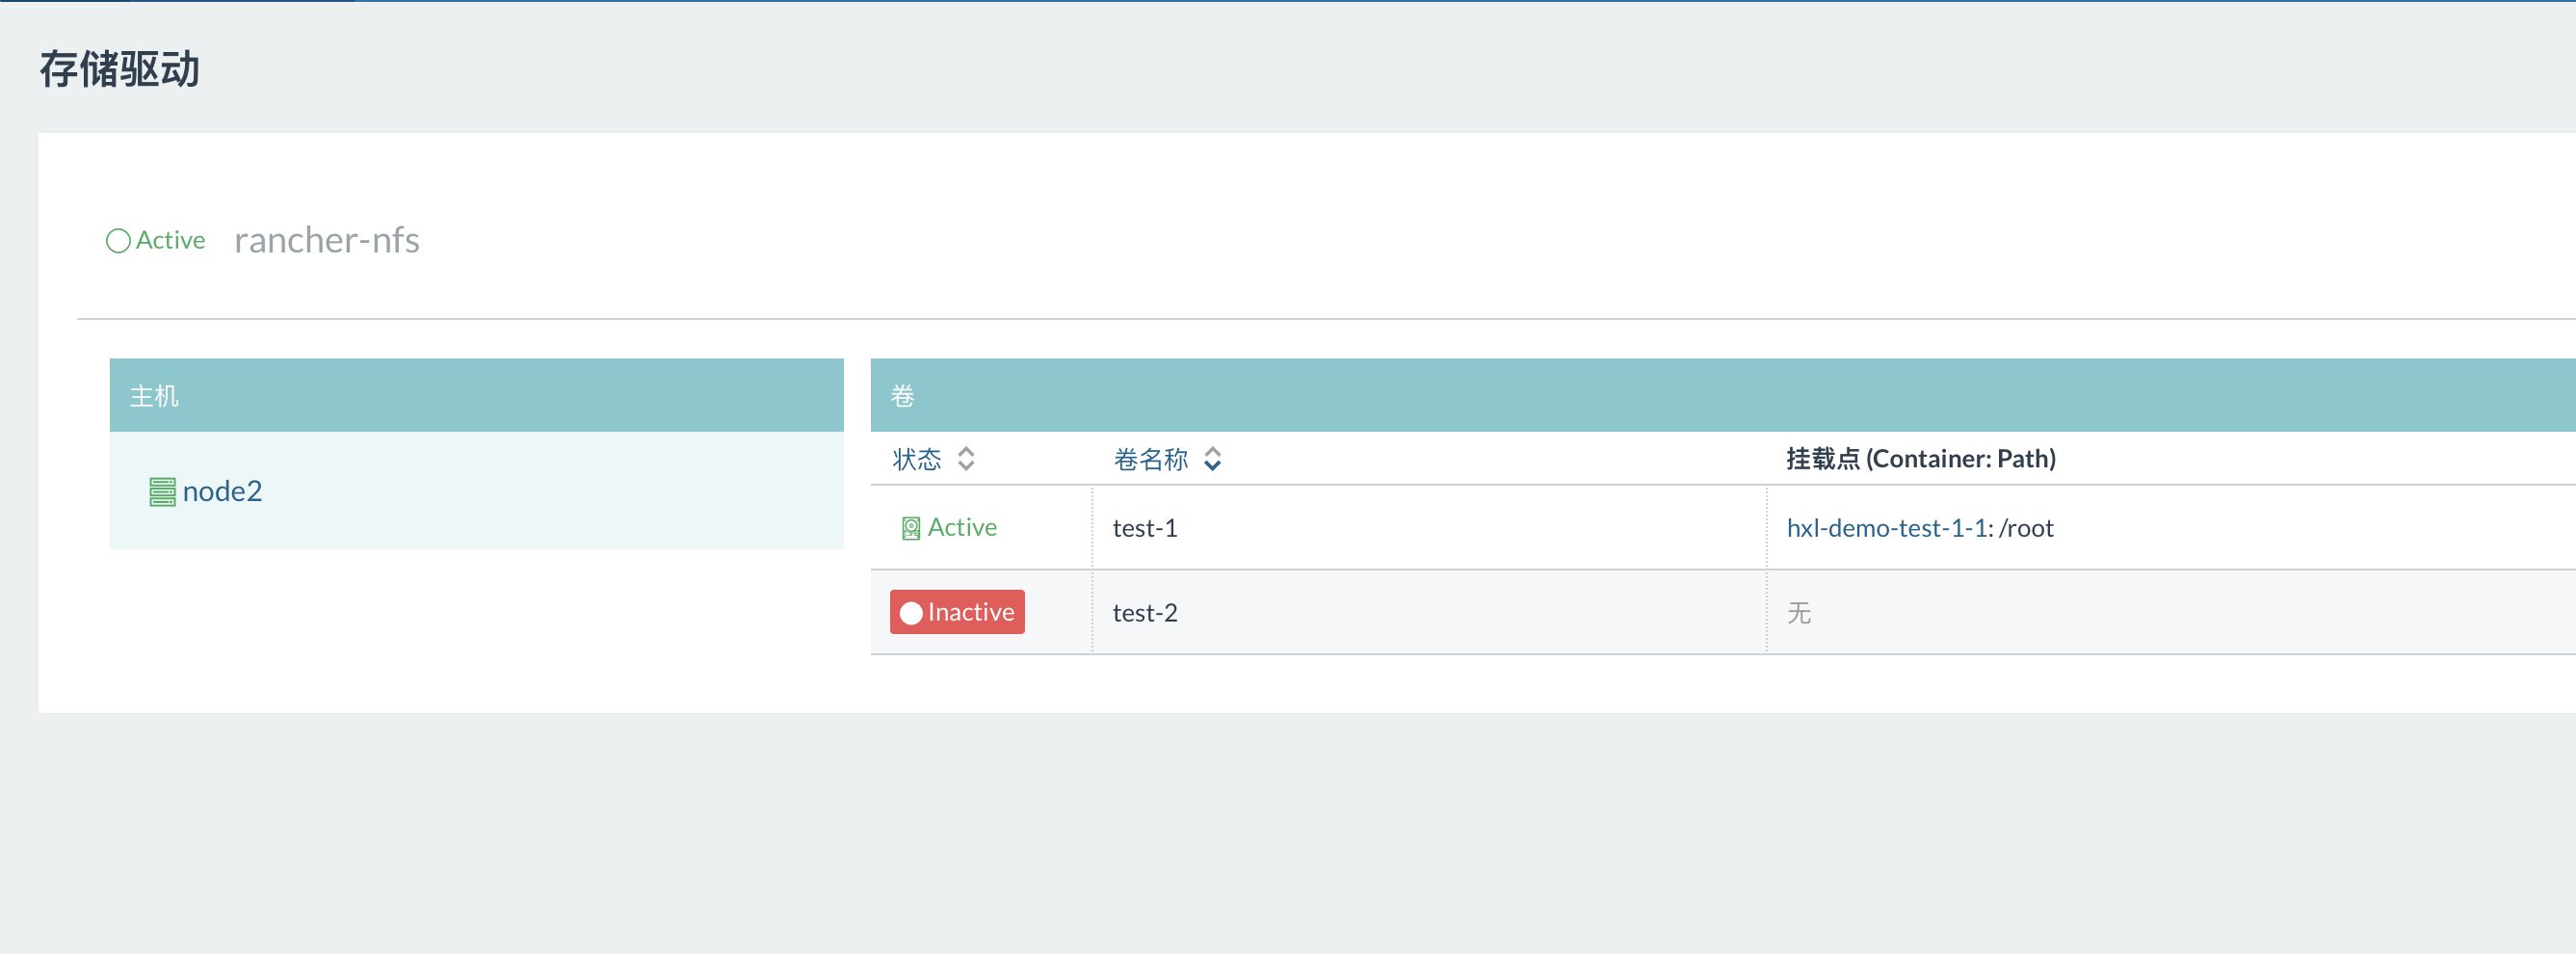 存储驱动
Active rancher-nfs
主机
node2
卷
状态 卷名称 挂载点 (Container: Path)
Active test-1 hxl-demo-test-1-1: /root
Inactive test-2 无